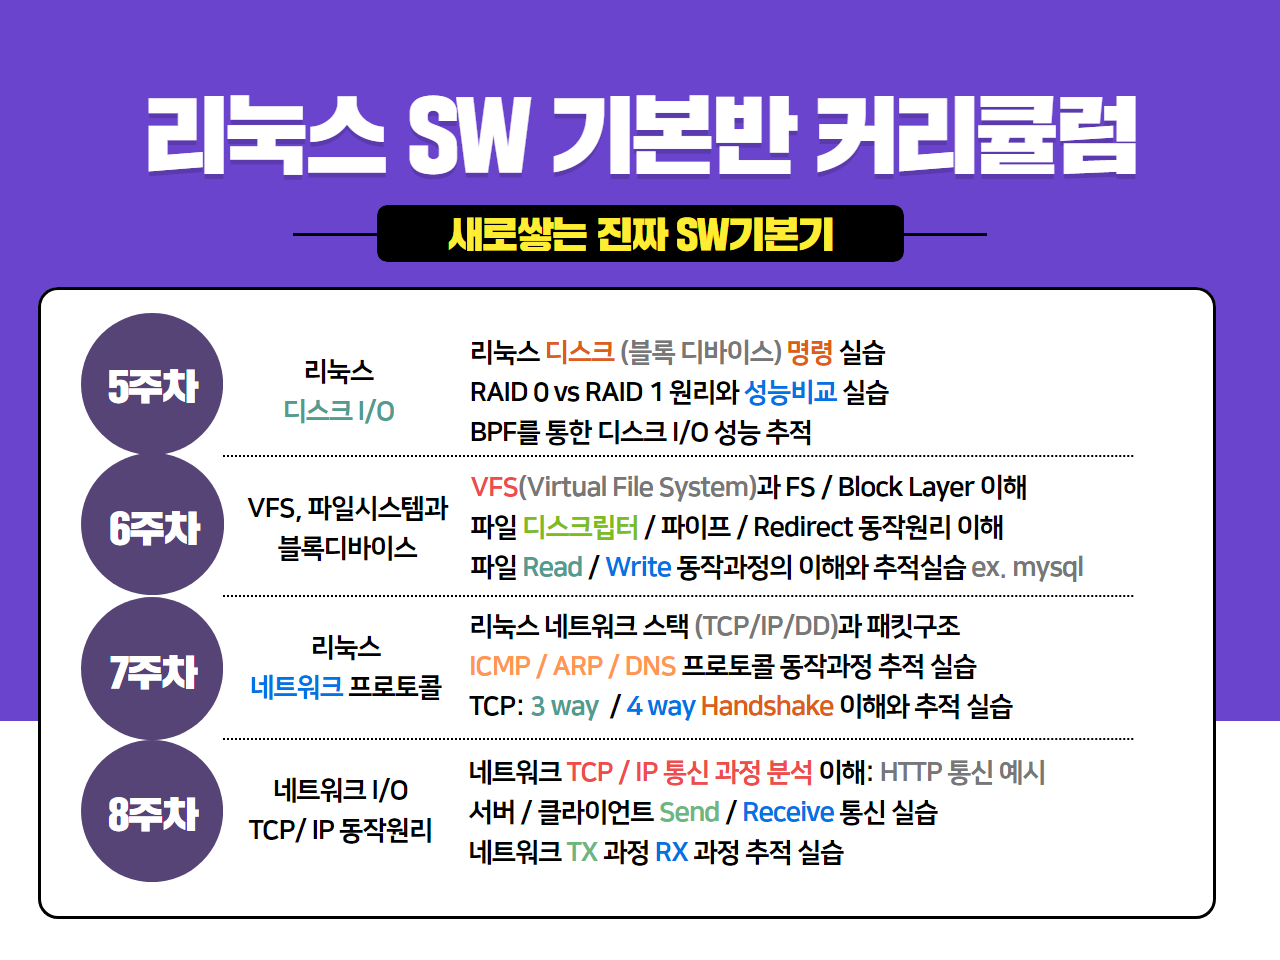 리눅스 SW 기본반 커리큘럼
새로쌓는 진짜 SW기본기
5주차
리눅스
디스크 I/O
리눅스 디스크 (블록 디바이스) 명령 실습
RAID 0 vs RAID 1 원리와 성능비교 실습
BPF를 통한 디스크 I/O 성능 추적
6주차
VFS, 파일시스템과
블록디바이스
VFS(Virtual File System)과 FS / Block Layer 이해
파일 디스크립터 / 파이프 / Redirect 동작원리 이해
파일 Read / Write 동작과정의 이해와 추적실습 ex. mysql
7주차
리눅스
네트워크 프로토콜
리눅스 네트워크 스택 (TCP/IP/DD)과 패킷구조
ICMP / ARP / DNS 프로토콜 동작과정 추적 실습
TCP: 3 way / 4 way Handshake 이해와 추적 실습
8주차
네트워크 I/O
TCP/ IP 동작원리
네트워크 TCP / IP 통신 과정 분석 이해: HTTP 통신 예시
서버 / 클라이언트 Send / Receive 통신 실습
네트워크 TX 과정 RX 과정 추적 실습